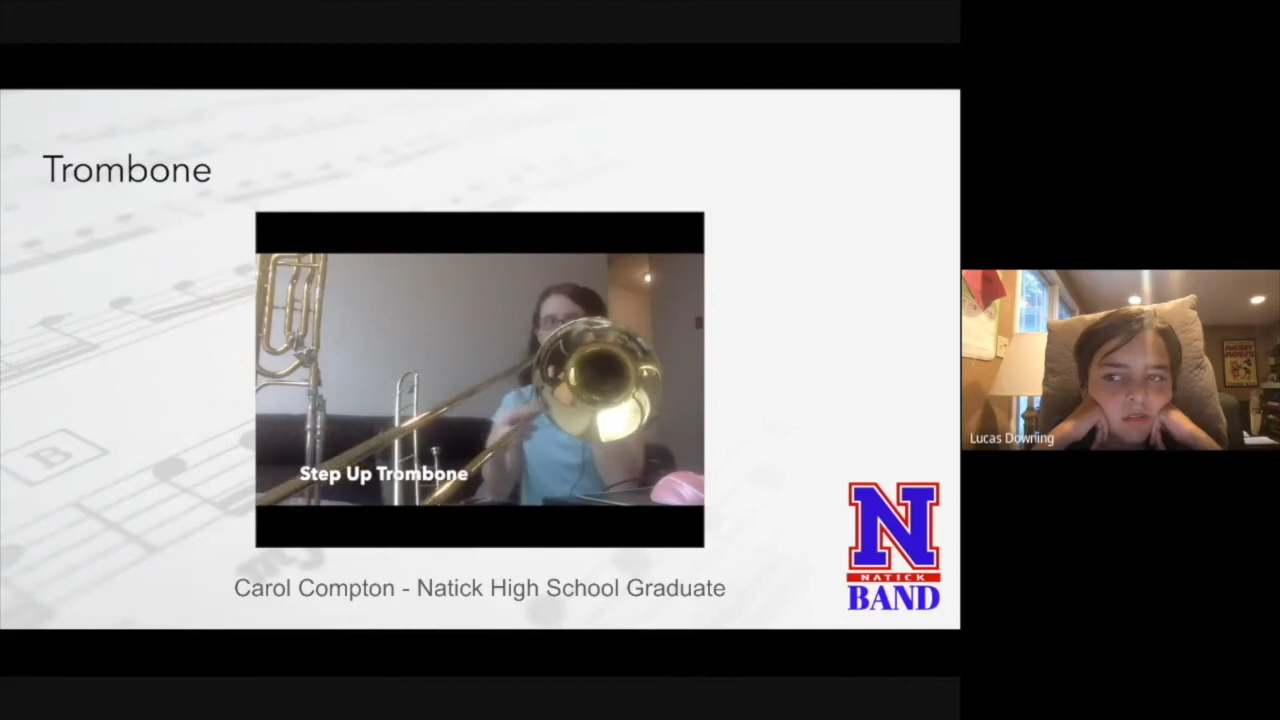 Trombone
Step Up Trombone
Carol Compton - Natick High School Graduate
B
N
NATICK
BAND
Lucas Downing